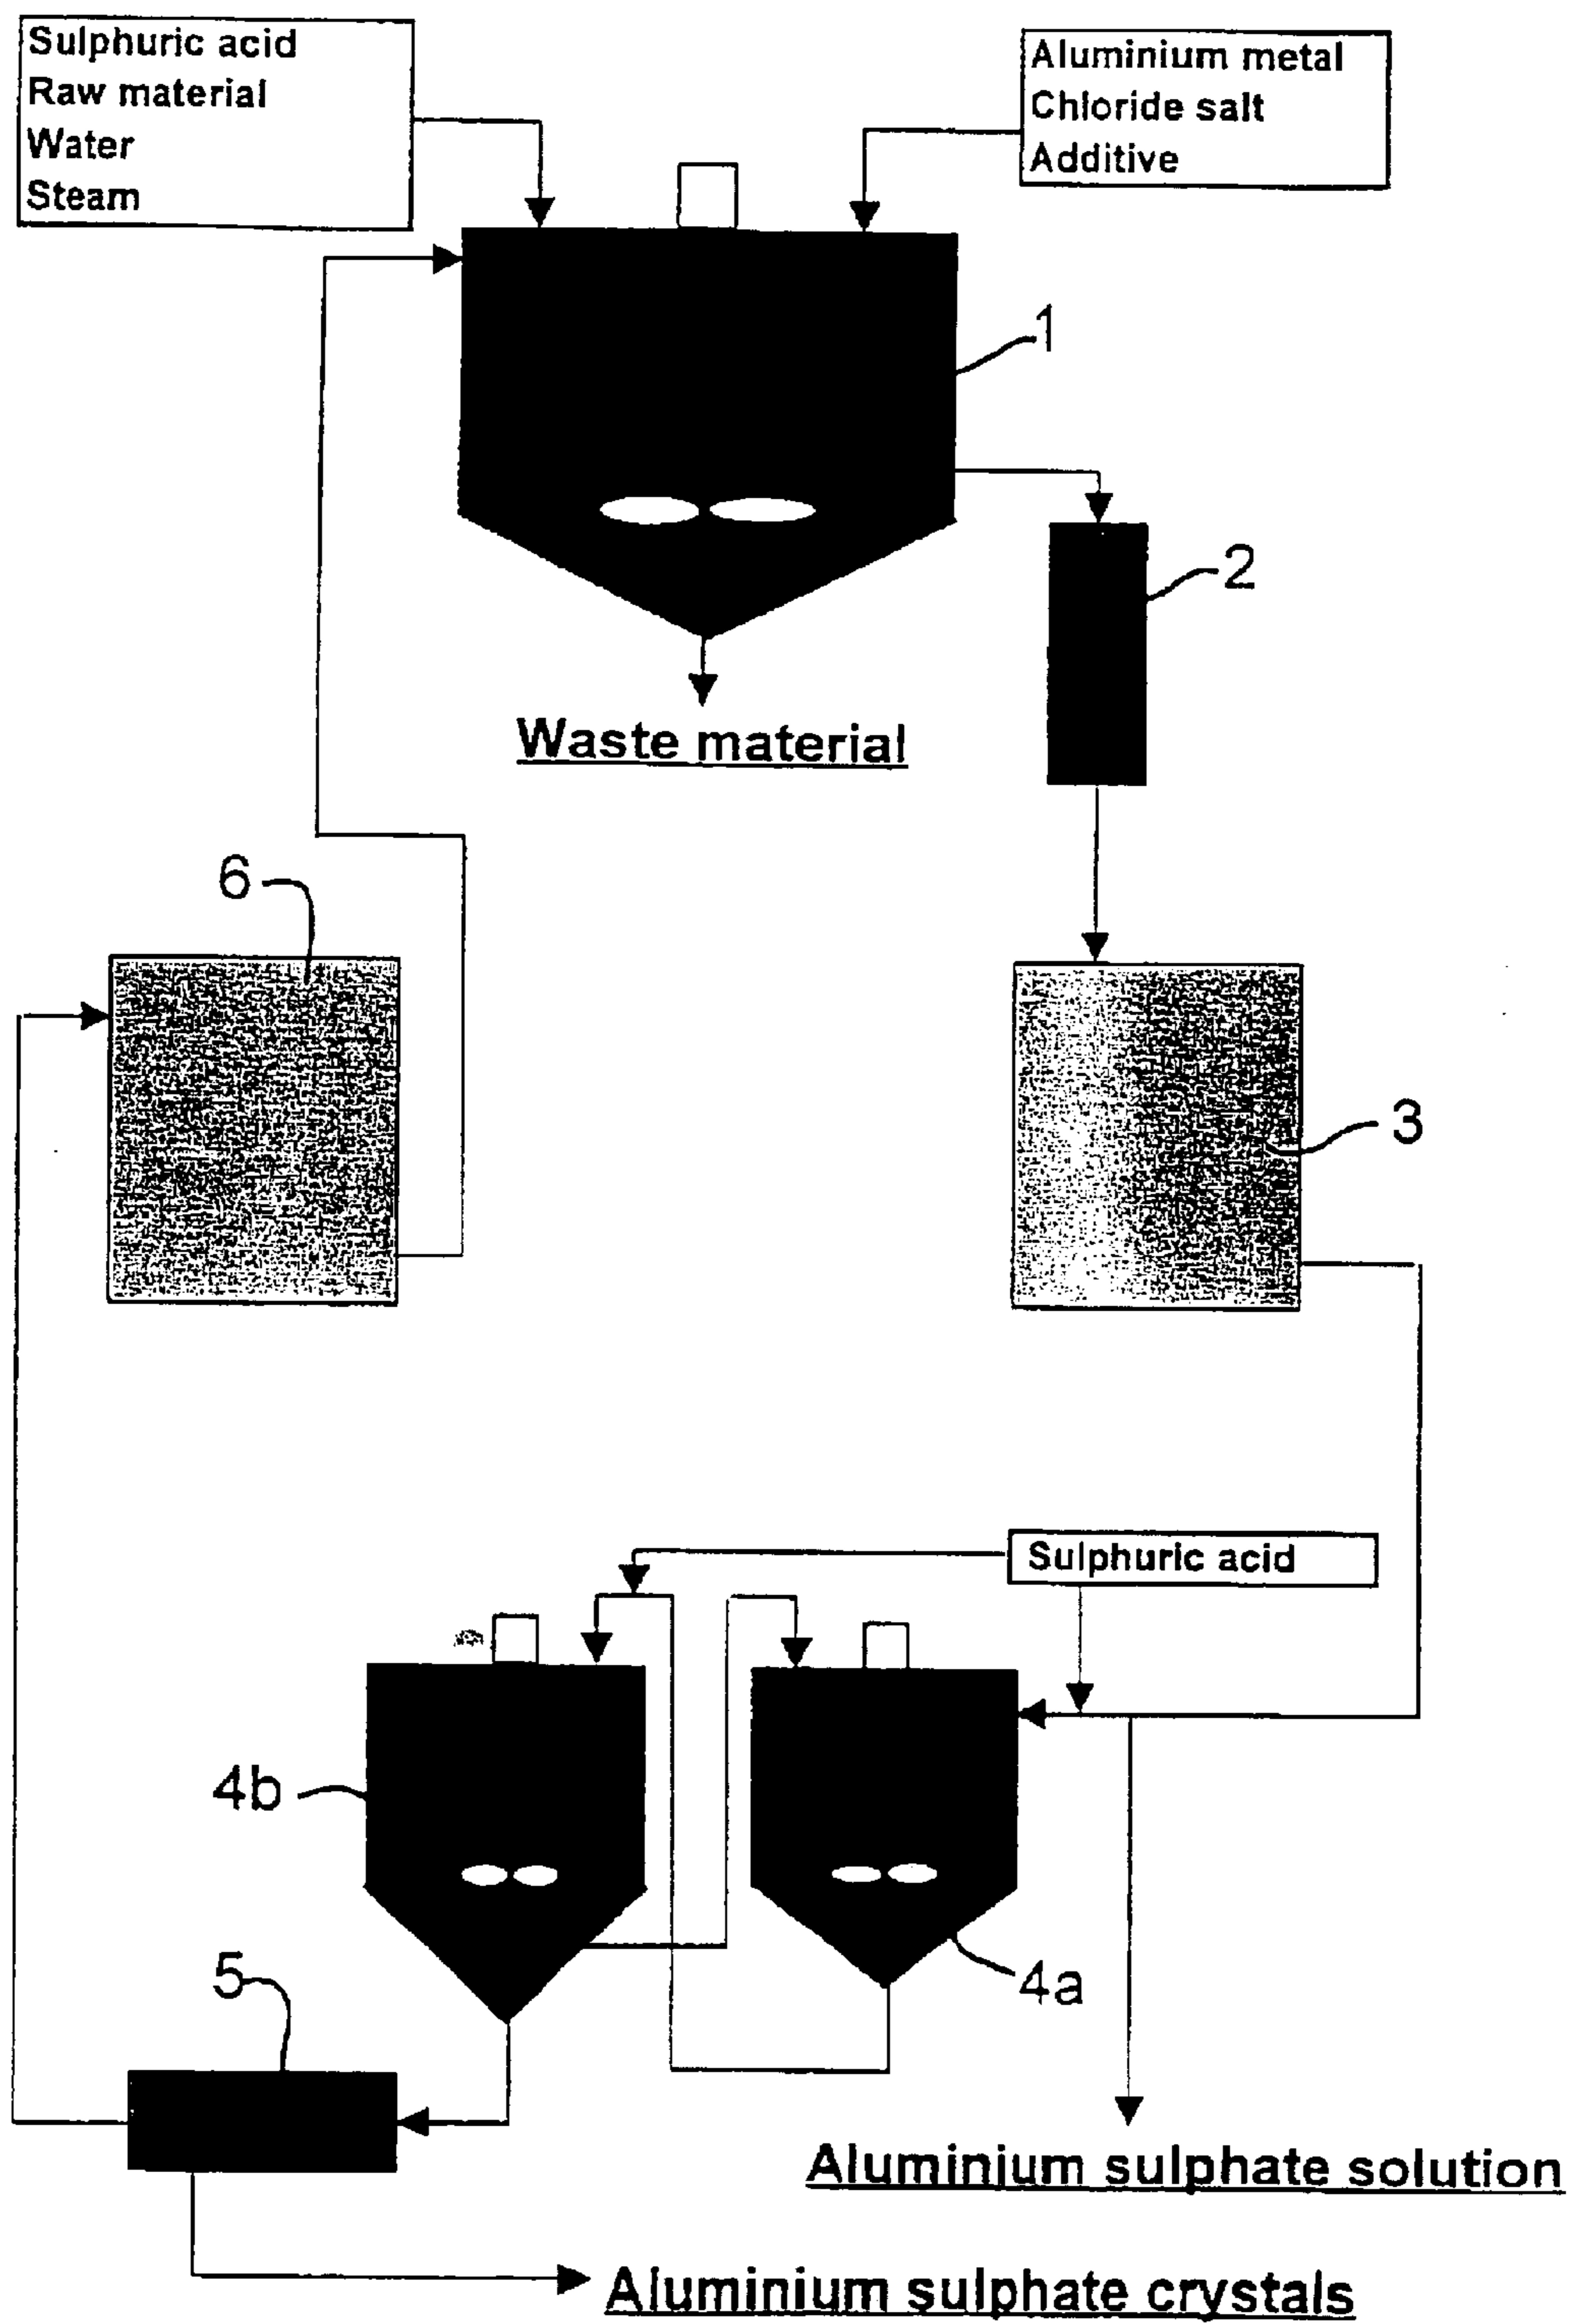 Sulphuric acid
Raw material
Water
Steam
Aluminium metal
Chloride salt
Additive
1
2
Waste material
6
3
Sulphuric acid
4b
4a
5
Aluminium sulphate solution
Aluminium sulphate crystals